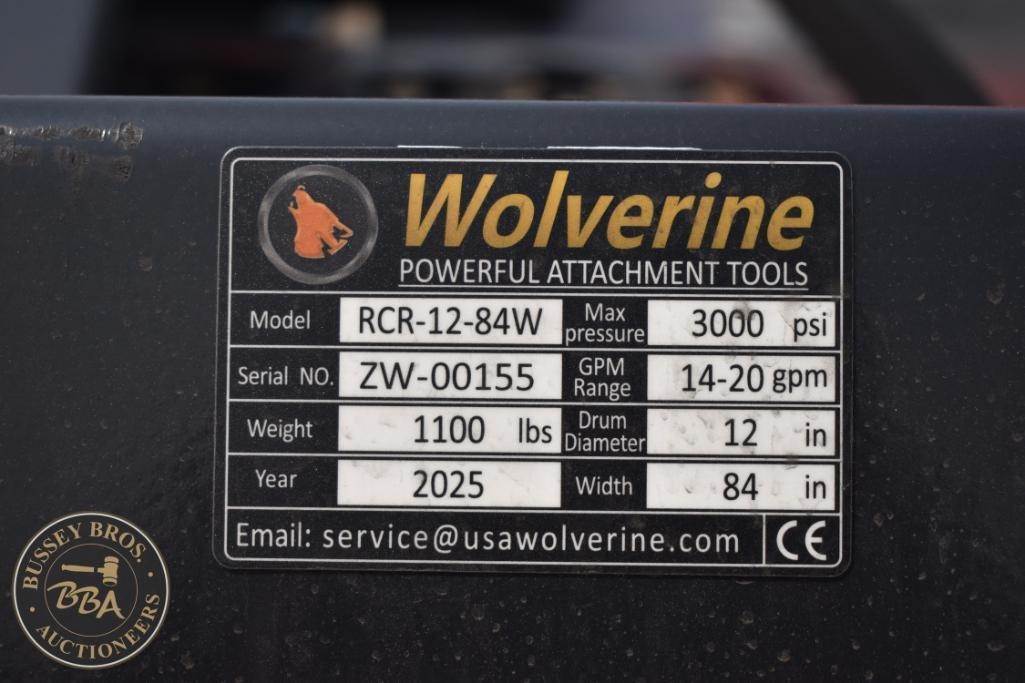 Wolverine
POWERFUL ATTACHMENT TOOLS
Model RCR-12-84W Max pressure 3000 psi
Serial NO. ZW-00155 GPM Range 14-20 gpm
Weight 1100 lbs Drum Diameter 12 in
Year 2025 Width 84 in
Email: service@usawolverine.com CE
BUSSEY BROS.
BBA
AUCTIONEERS